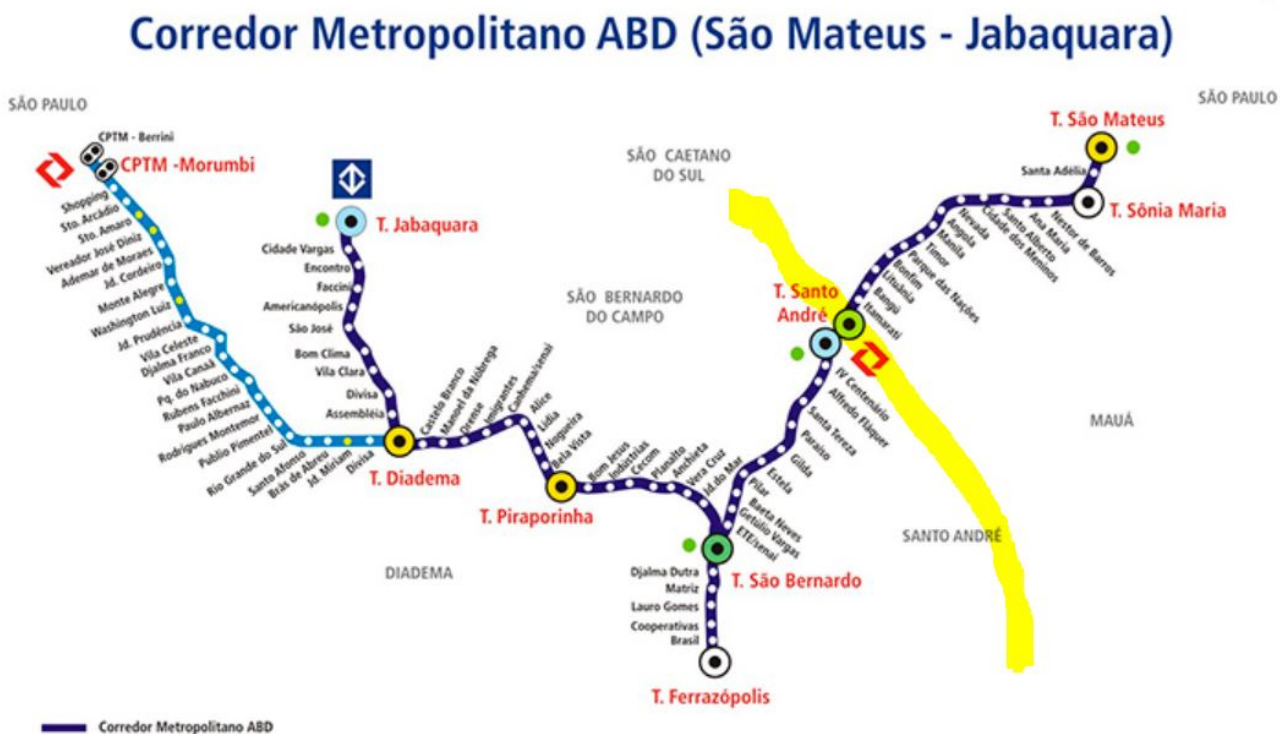 Corredor Metropolitano ABD (São Mateus - Jabaquara)
SÃO PAULO
CPTM - Berrini
CPTM -Morumbi
Shopping
Sto. Arcádio
Sto. Amaro
Vereador José Diniz
Ademar de Moraes
Jd. Cordeiro
Monte Alegre
Washington Luiz
Jd. Prudência
Vila Celeste
Djalma Franco
Vila Canaã
Pq. do Nabuco
Rubens Facchini
Paulo Albernaz
Rodrigues Montemor
Publio Pimentel
Rio Grande do Sul
Santo Afonso
Brás de Abreu
Jd. Miriam
Divisa
T. Jabaquara
Cidade Vargas
Encontro
Faccini
Americanópolis
São José
Bom Clima
Vila Clara
Divisa
Assembléia
T. Diadema
Castelo Branco
Manoel da Nóbrega
Orense
Imigrantes
Canhema/senai
Alice
Lídia
Nogueira
Bela Vista
T. Piraporinha
Bom Jesus
Industrias
Cecom
Planalto
Anchieta
Vera Cruz
Jd. do Mar
T. São Bernardo
Djalma Dutra
Matriz
Lauro Gomes
Cooperativas
Brasil
T. Ferrazópolis
ETE/senai
Getúlio Vargas
Baeta Neves
Pilar
Estela
Gilda
Paraiso
Santa Tereza
Alfredo Fláquer
IV Centenário
T. Santo
André
Itamarati
Bangú
Lituânia
Bonfim
Parque das Nações
Timor
Manila
Angola
Nevada
Cidade dos Meninos
Santo Alberto
Ana Maria
Nestor de Barros
T. Sônia Maria
Santa Adélia
T. São Mateus
SÃO PAULO
SÃO CAETANO
DO SUL
SÃO BERNARDO
DO CAMPO
MAUÁ
SANTO ANDRÉ
DIADEMA
Corredor Metropolitano ABD